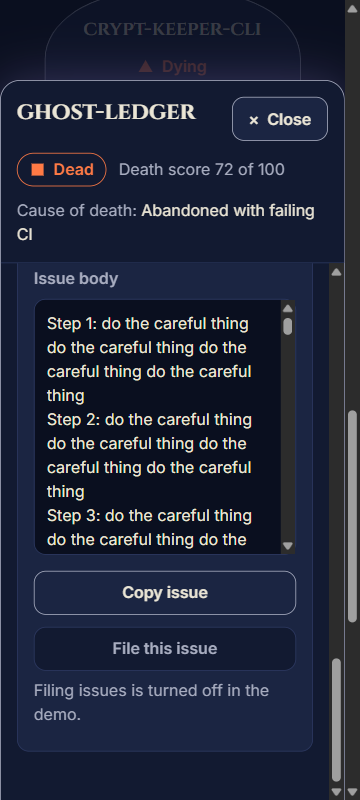 CRYPT-KEEPER-CLI
▲ Dying
GHOST-LEDGER
× Close
■ Dead
Death score 72 of 100
Cause of death: Abandoned with failing
CI
Issue body
Step 1: do the careful thing
do the careful thing do the
careful thing do the careful
thing
Step 2: do the careful thing
do the careful thing do the
careful thing do the careful
thing
Step 3: do the careful thing
do the careful thing do the
Copy issue
File this issue
Filing issues is turned off in the
demo.